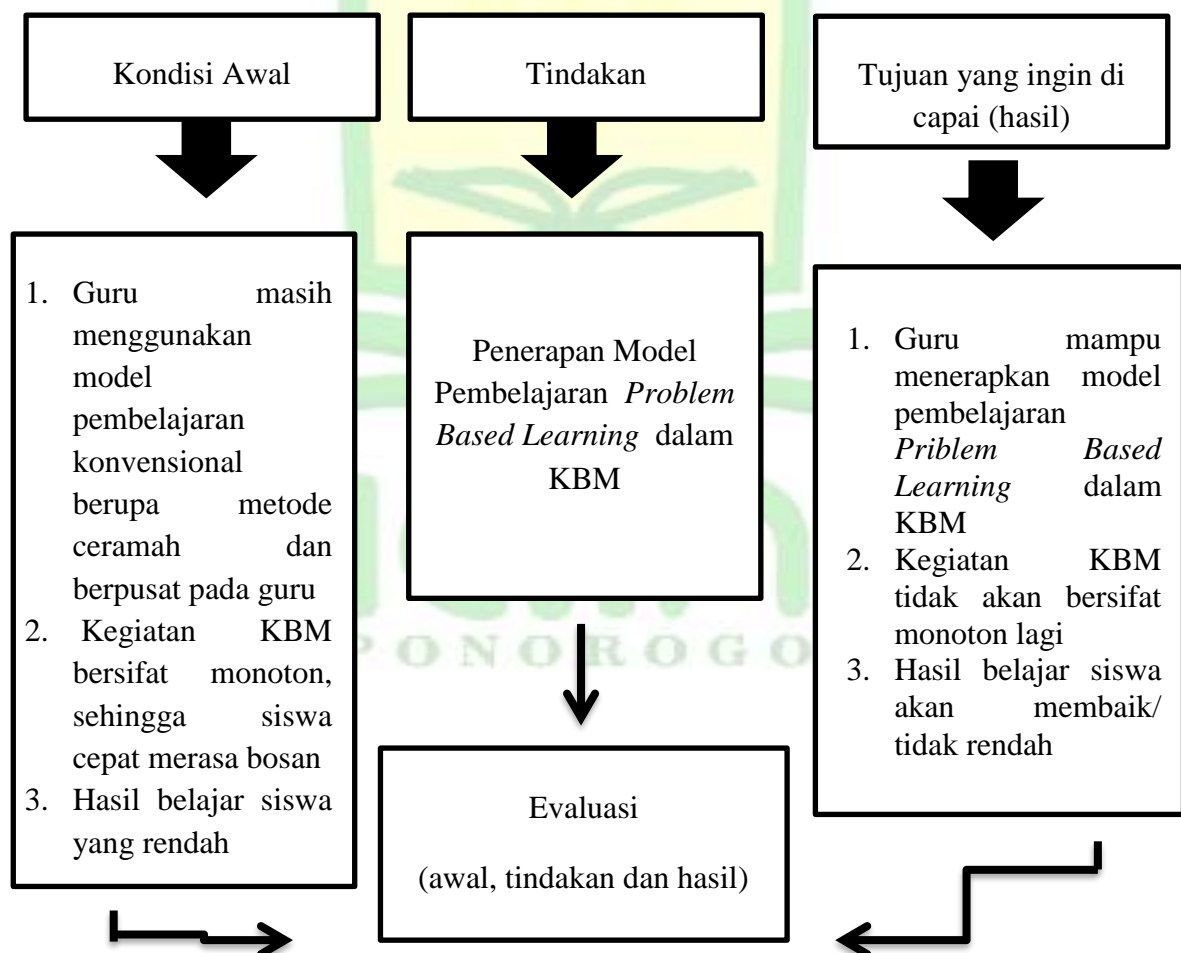 Kondisi Awal
Tindakan
Tujuan yang ingin di
capai (hasil)
1. Guru masih
menggunakan
model
pembelajaran
konvensional
berupa metode
ceramah dan
berpusat pada guru
2. Kegiatan KBM
bersifat monoton,
sehingga siswa
cepat merasa bosan
3. Hasil belajar siswa
yang rendah
Penerapan Model
Pembelajaran Problem
Based Learning dalam
KBM
1. Guru mampu
menerapkan model
pembelajaran
Priblem Based
Learning dalam
KBM
2. Kegiatan KBM
tidak akan bersifat
monoton lagi
3. Hasil belajar siswa
akan membaik/
tidak rendah
PONOROGO
Evaluasi
(awal, tindakan dan hasil)